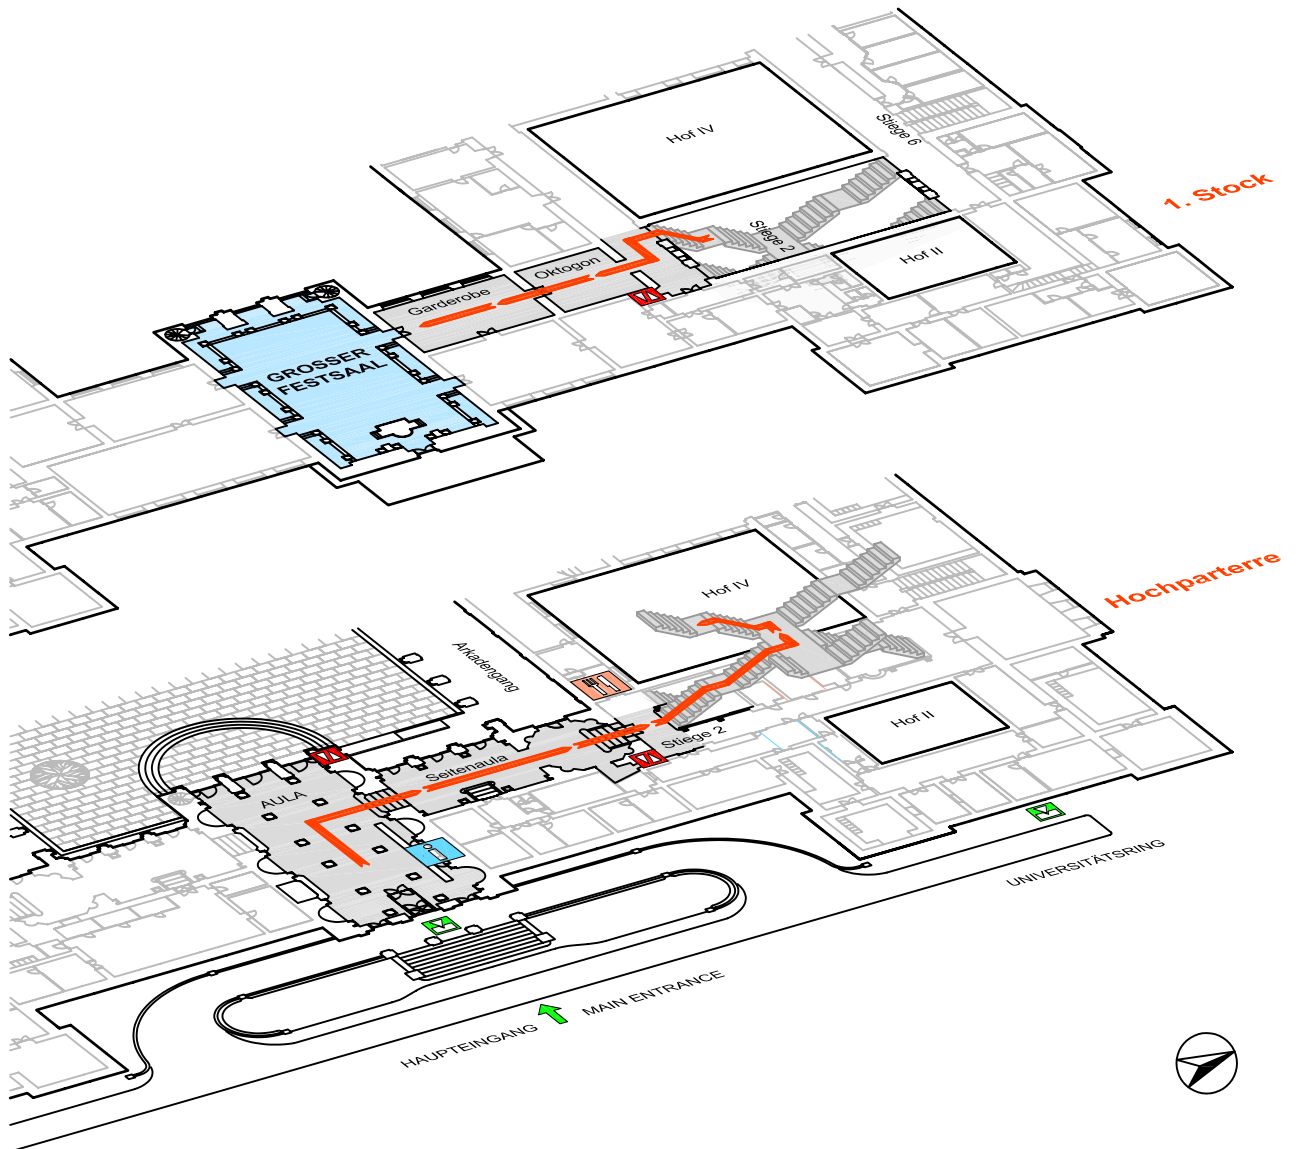 Hof IV
Stiege 6
1. Stock
Stiege 2
Hof II
Oktogon
Garderobe
GROSSER
FESTSAAL
Hochparterre
Hof IV
Arkadengang
Hof II
Stiege 2
Seitenaula
AULA
i
UNIVERSITÄTSRING
MAIN ENTRANCE
HAUPTEINGANG